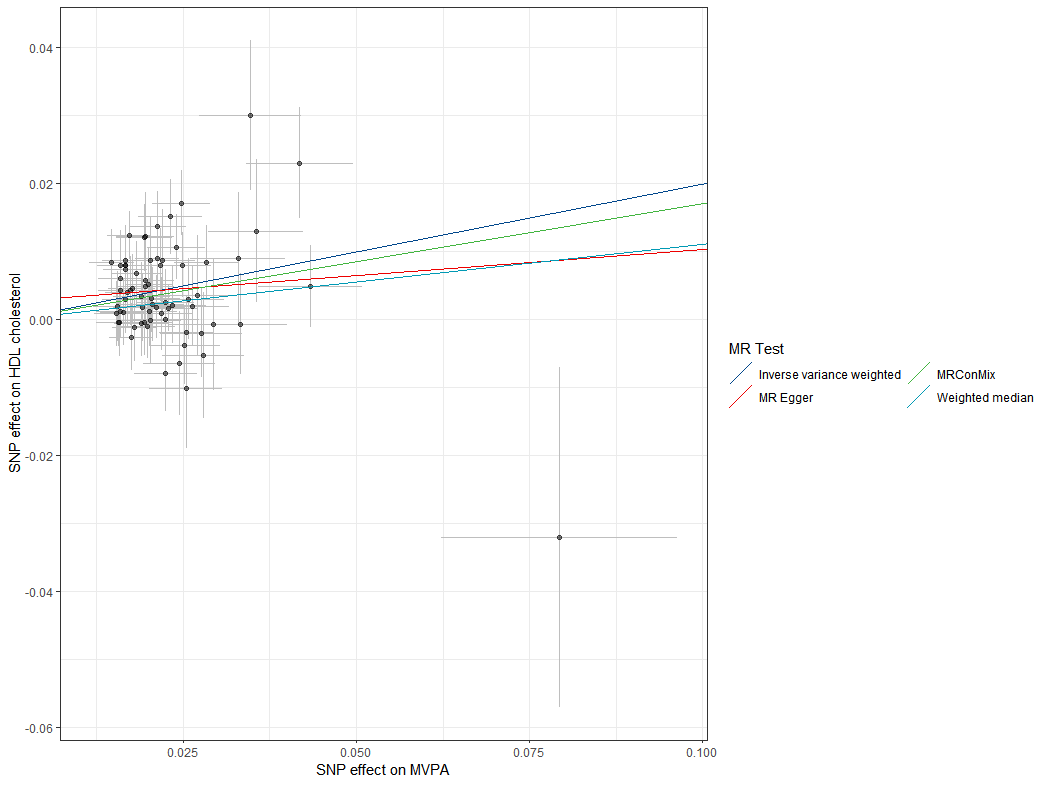 0.04
0.02
0.00
-0.02
-0.04
-0.06
SNP effect on HDL cholesterol
0.025 0.050 0.075 0.100
SNP effect on MVPA
MR Test
Inverse variance weighted MRConMix
MR Egger Weighted median